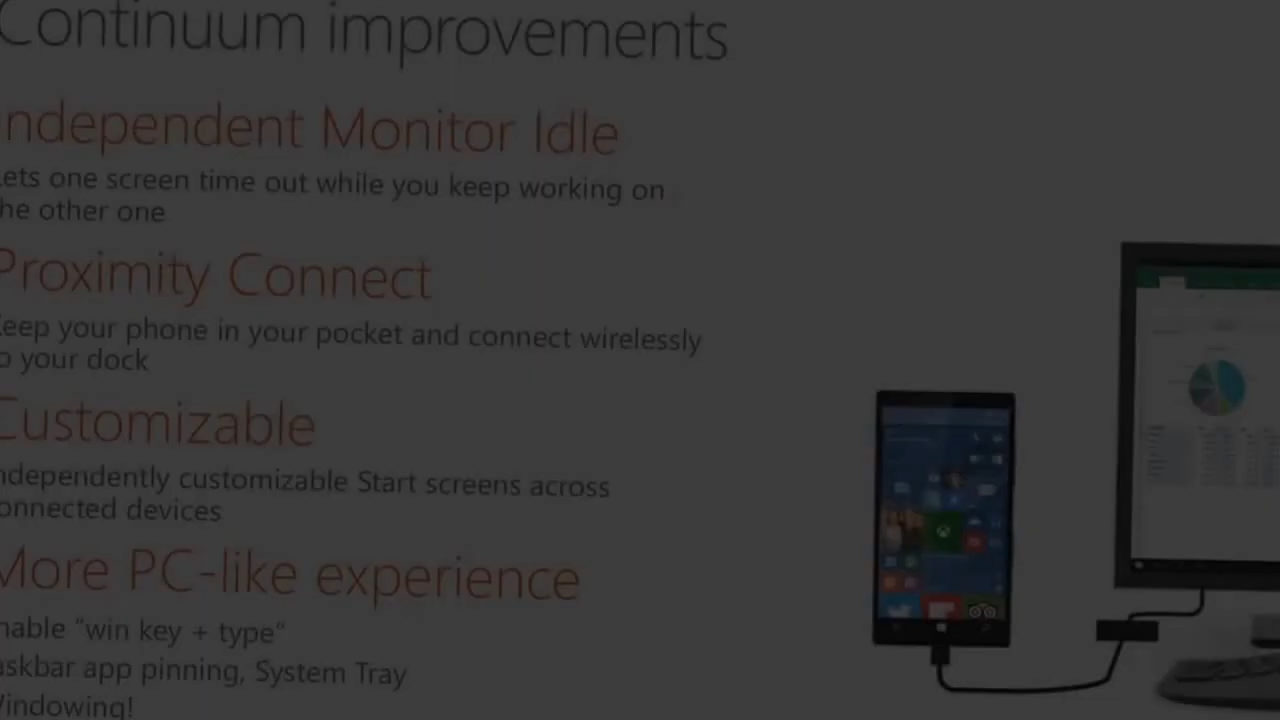 Continuum improvements
ndependent Monitor Idle
ets one screen time out while you keep working on
he other one
Proximity Connect
Keep your phone in your pocket and connect wirelessly
o your dock
Customizable
ndependently customizable Start screens across
onnected devices
More PC-like experience
nable "win key + type"
askbar app pinning, System Tray
Windowing!